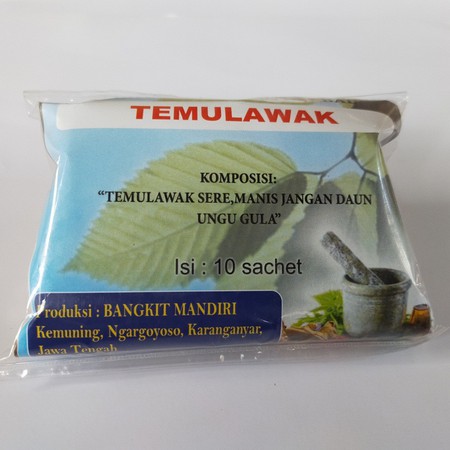 TEMULAWAK
KOMPOSISI:
“TEMULAWAK SERE,MANIS JANGAN DAUN
UNGU GULA”
Isi : 10 sachet
Produksi : BANGKIT MANDIRI
Kemuning, Ngargoyoso, Karanganyar,
Jawa Tengah